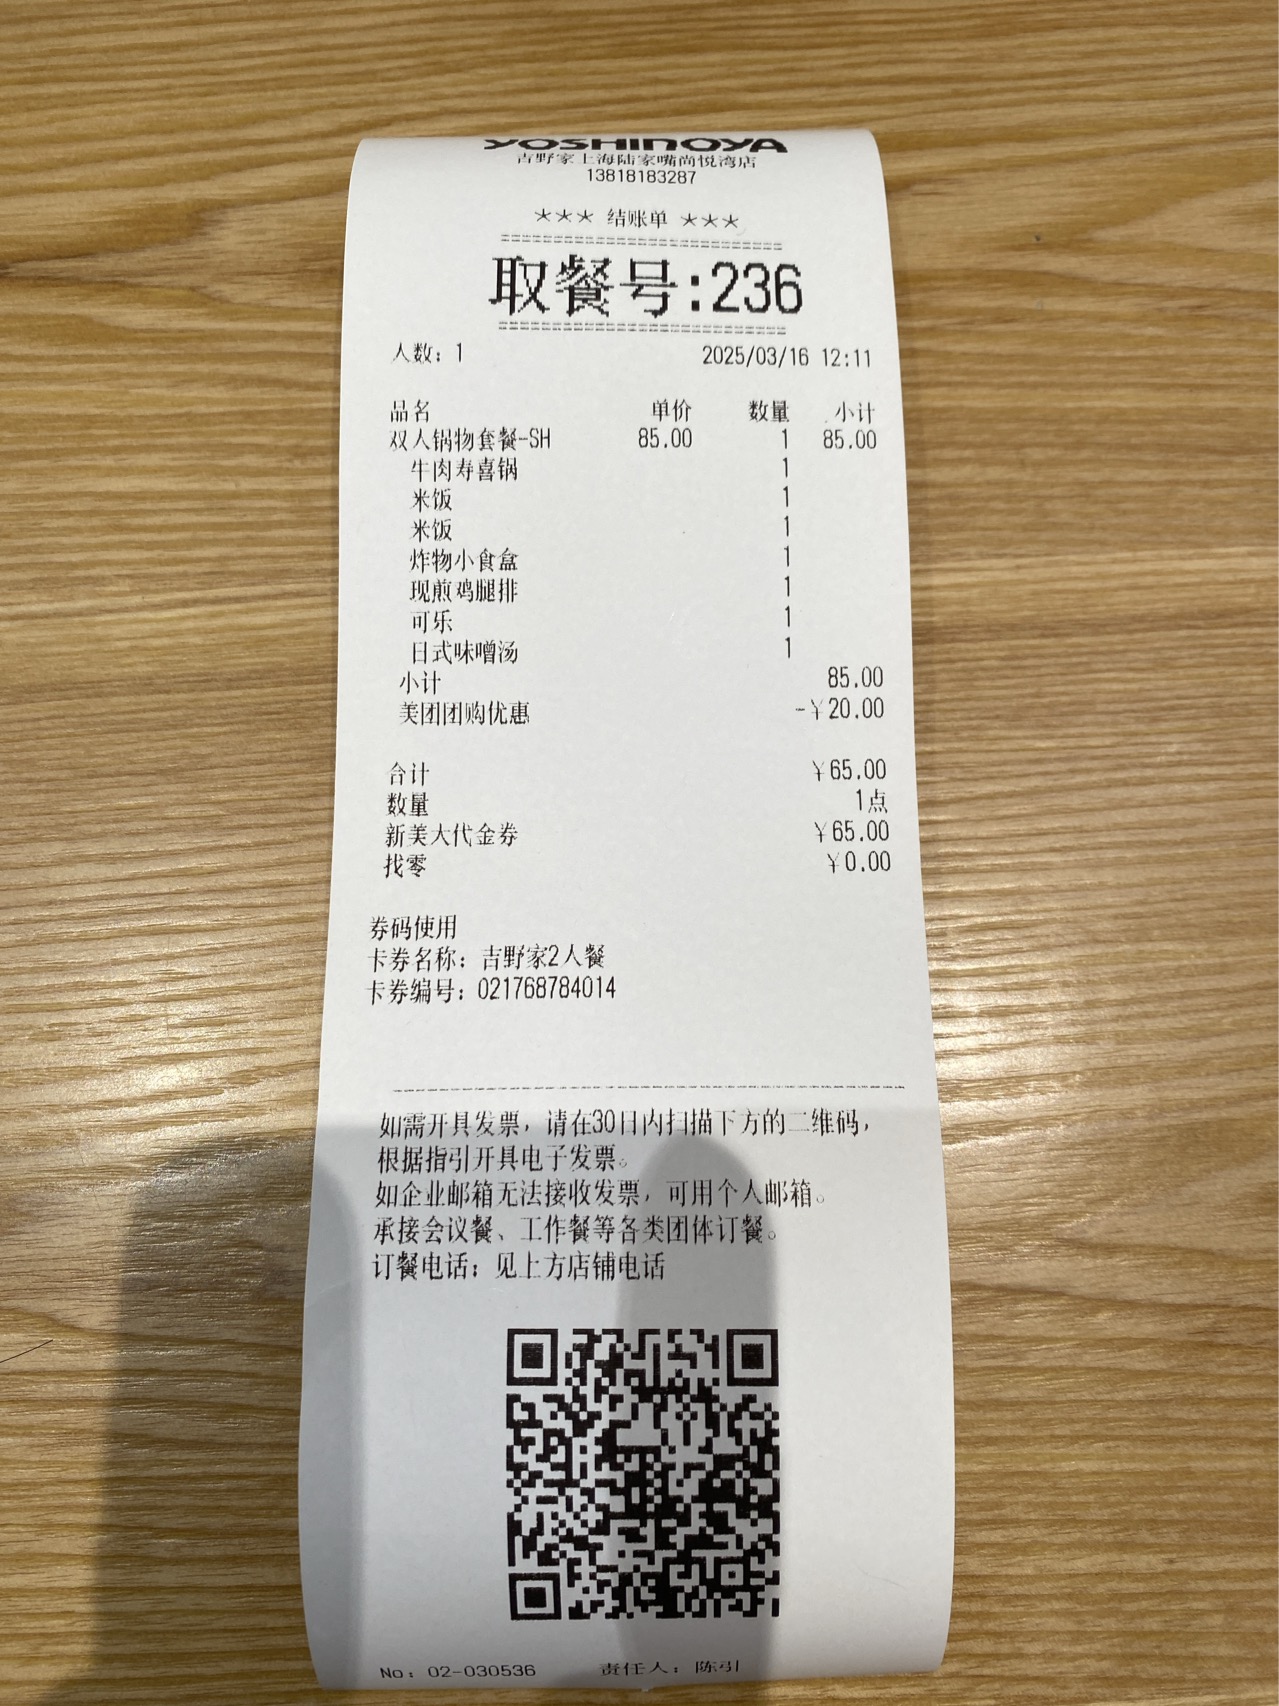 YOSHINOYA
吉野家上海陆家嘴尚悦湾店
13818183287
*** 结账单 ***
取餐号:236
人数: 1 2025/03/16 12:11
品名 单价 数量 小计
双人锅物套餐-SH 85.00 1 85.00
牛肉寿喜锅 1
米饭 1
米饭 1
炸物小食盒 1
现煎鸡腿排 1
可乐 1
日式味噌汤 1
小计 85.00
美团团购优惠 -¥20.00
合计 ¥65.00
数量 1点
新美大代金券 ¥65.00
找零 ¥0.00
券码使用
卡券名称: 吉野家2人餐
卡券编号: 021768784014
如需开具发票，请在30日内扫描下方的二维码，
根据指引开具电子发票。
如企业邮箱无法接收发票，可用个人邮箱。
承接会议餐、工作餐等各类团体订餐。
订餐电话: 见上方店铺电话
No: 02-030536 责任人: 陈引